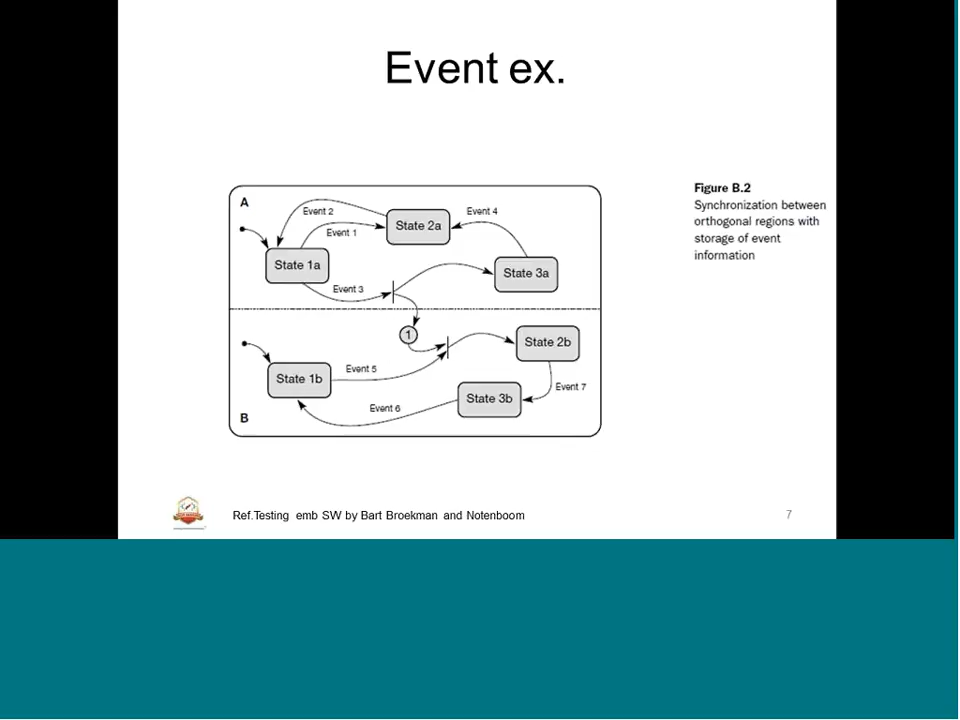 Event ex.
Figure B.2
Synchronization between
orthogonal regions with
storage of event
information
A
Event 2
Event 4
State 2a
Event 1
State 1a
State 3a
Event 3
1
State 2b
Event 5
State 1b
Event 7
State 3b
Event 6
B
Ref.Testing emb SW by Bart Broekman and Notenboom
7